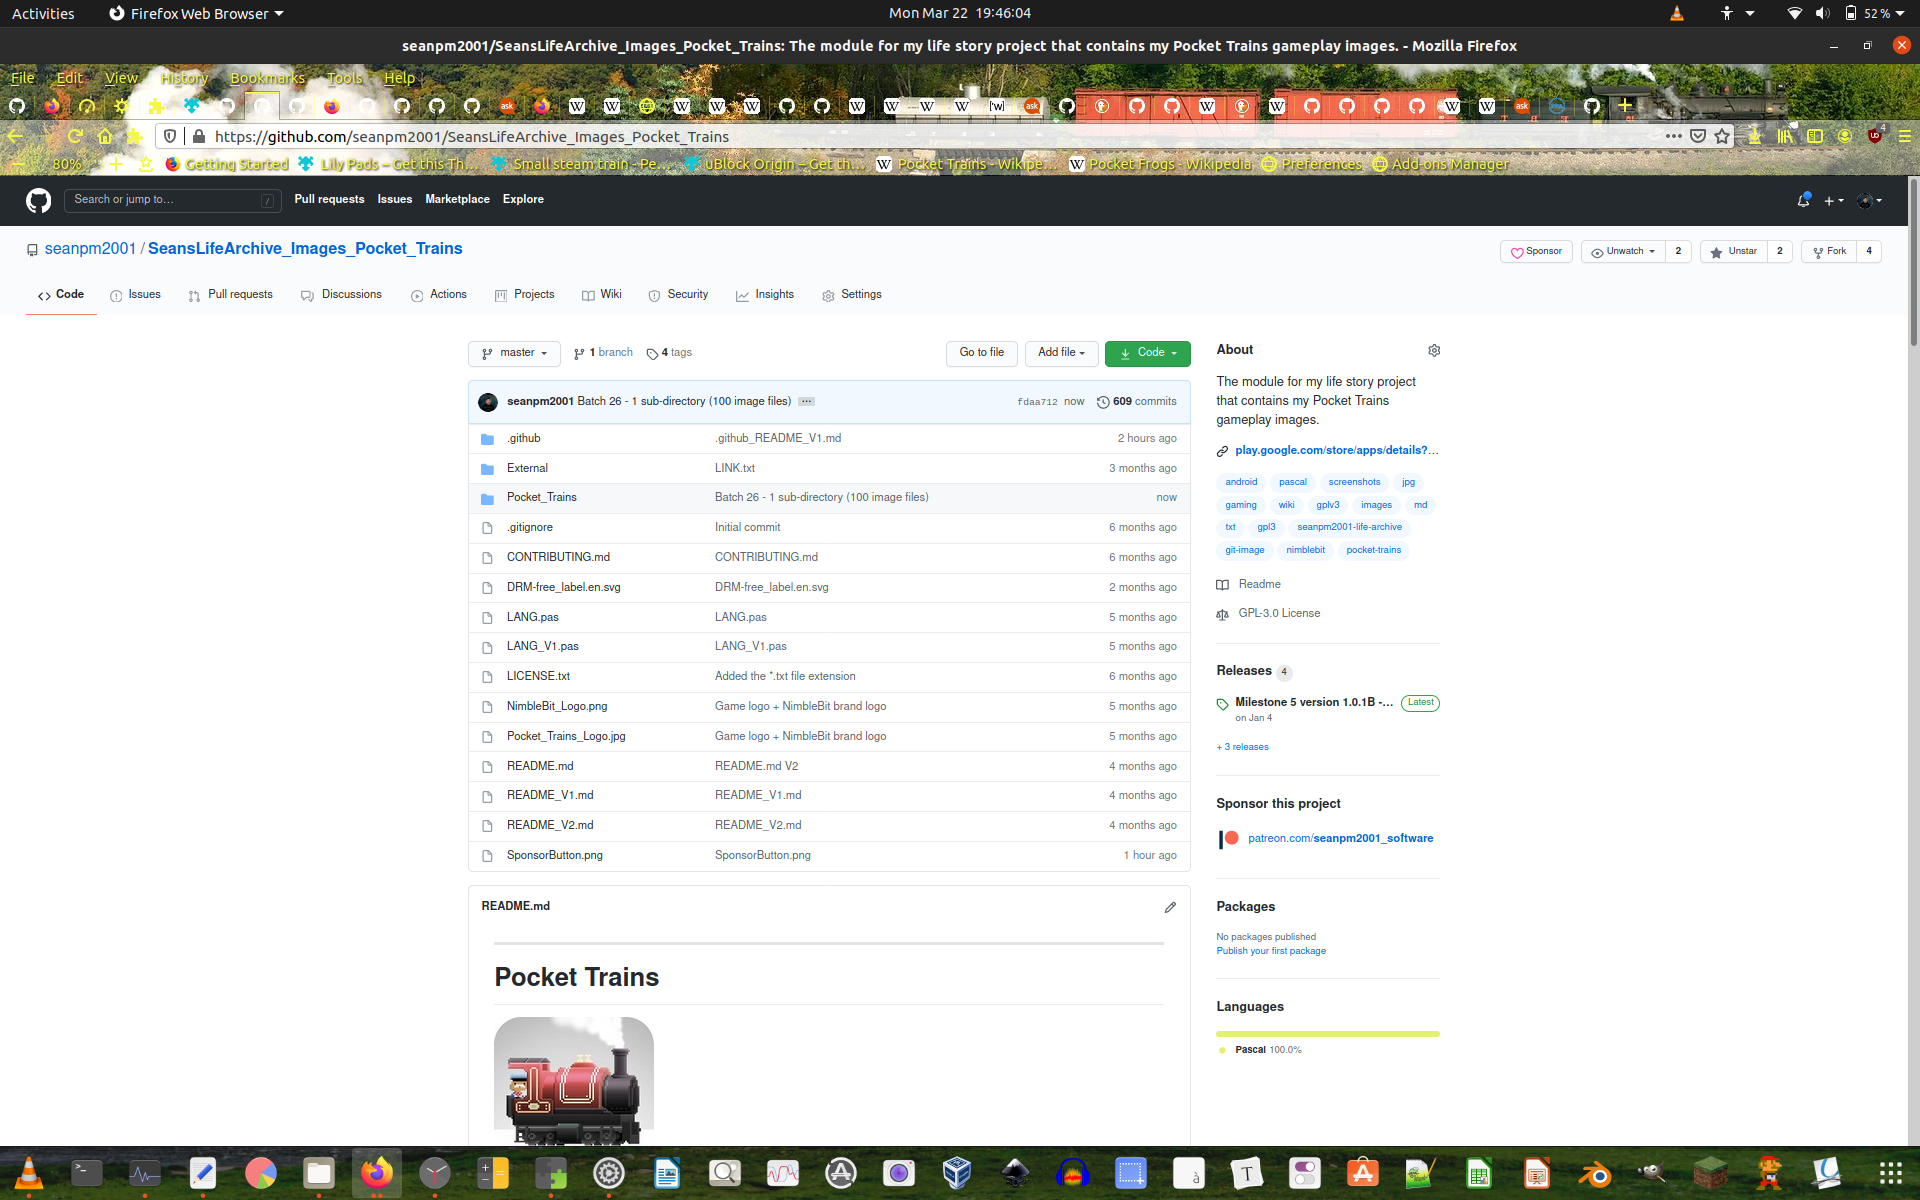 Activities
Firefox Web Browser
Mon Mar 22 19:46:04
52 %
seanpm2001/SeansLifeArchive_Images_Pocket_Trains: The module for my life story project that contains my Pocket Trains gameplay images. - Mozilla Firefox
File Edit View History Bookmarks Tools Help
https://github.com/seanpm2001/SeansLifeArchive_Images_Pocket_Trains
80%
Getting Started
Lily Pads – Get this Th…
Small steam train - Pe…
uBlock Origin – Get th…
Pocket Trains - Wikipe…
Pocket Frogs - Wikipedia
Preferences
Add-ons Manager
Search or jump to…
/
Pull requests Issues Marketplace Explore
seanpm2001 / SeansLifeArchive_Images_Pocket_Trains
Sponsor
Unwatch 2
Unstar 2
Fork 4
Code Issues Pull requests Discussions Actions Projects Wiki Security Insights Settings
master
1 branch
4 tags
Go to file
Add file
Code
seanpm2001 Batch 26 - 1 sub-directory (100 image files) ...
fdaa712 now
609 commits
.github .github_README_V1.md 2 hours ago
External LINK.txt 3 months ago
Pocket_Trains Batch 26 - 1 sub-directory (100 image files) now
.gitignore Initial commit 6 months ago
CONTRIBUTING.md CONTRIBUTING.md 6 months ago
DRM-free_label.en.svg DRM-free_label.en.svg 2 months ago
LANG.pas LANG.pas 5 months ago
LANG_V1.pas LANG_V1.pas 5 months ago
LICENSE.txt Added the *.txt file extension 6 months ago
NimbleBit_Logo.png Game logo + NimbleBit brand logo 5 months ago
Pocket_Trains_Logo.jpg Game logo + NimbleBit brand logo 5 months ago
README.md README.md V2 4 months ago
README_V1.md README_V1.md 4 months ago
README_V2.md README_V2.md 4 months ago
SponsorButton.png SponsorButton.png 1 hour ago
README.md
Pocket Trains
About
The module for my life story project
that contains my Pocket Trains
gameplay images.
play.google.com/store/apps/details?…
android pascal screenshots jpg
gaming wiki gplv3 images md
txt gpl3 seanpm2001-life-archive
git-image nimblebit pocket-trains
Readme
GPL-3.0 License
Releases 4
Milestone 5 version 1.0.1B -… Latest
on Jan 4
+ 3 releases
Sponsor this project
patreon.com/seanpm2001_software
Packages
No packages published
Publish your first package
Languages
Pascal 100.0%